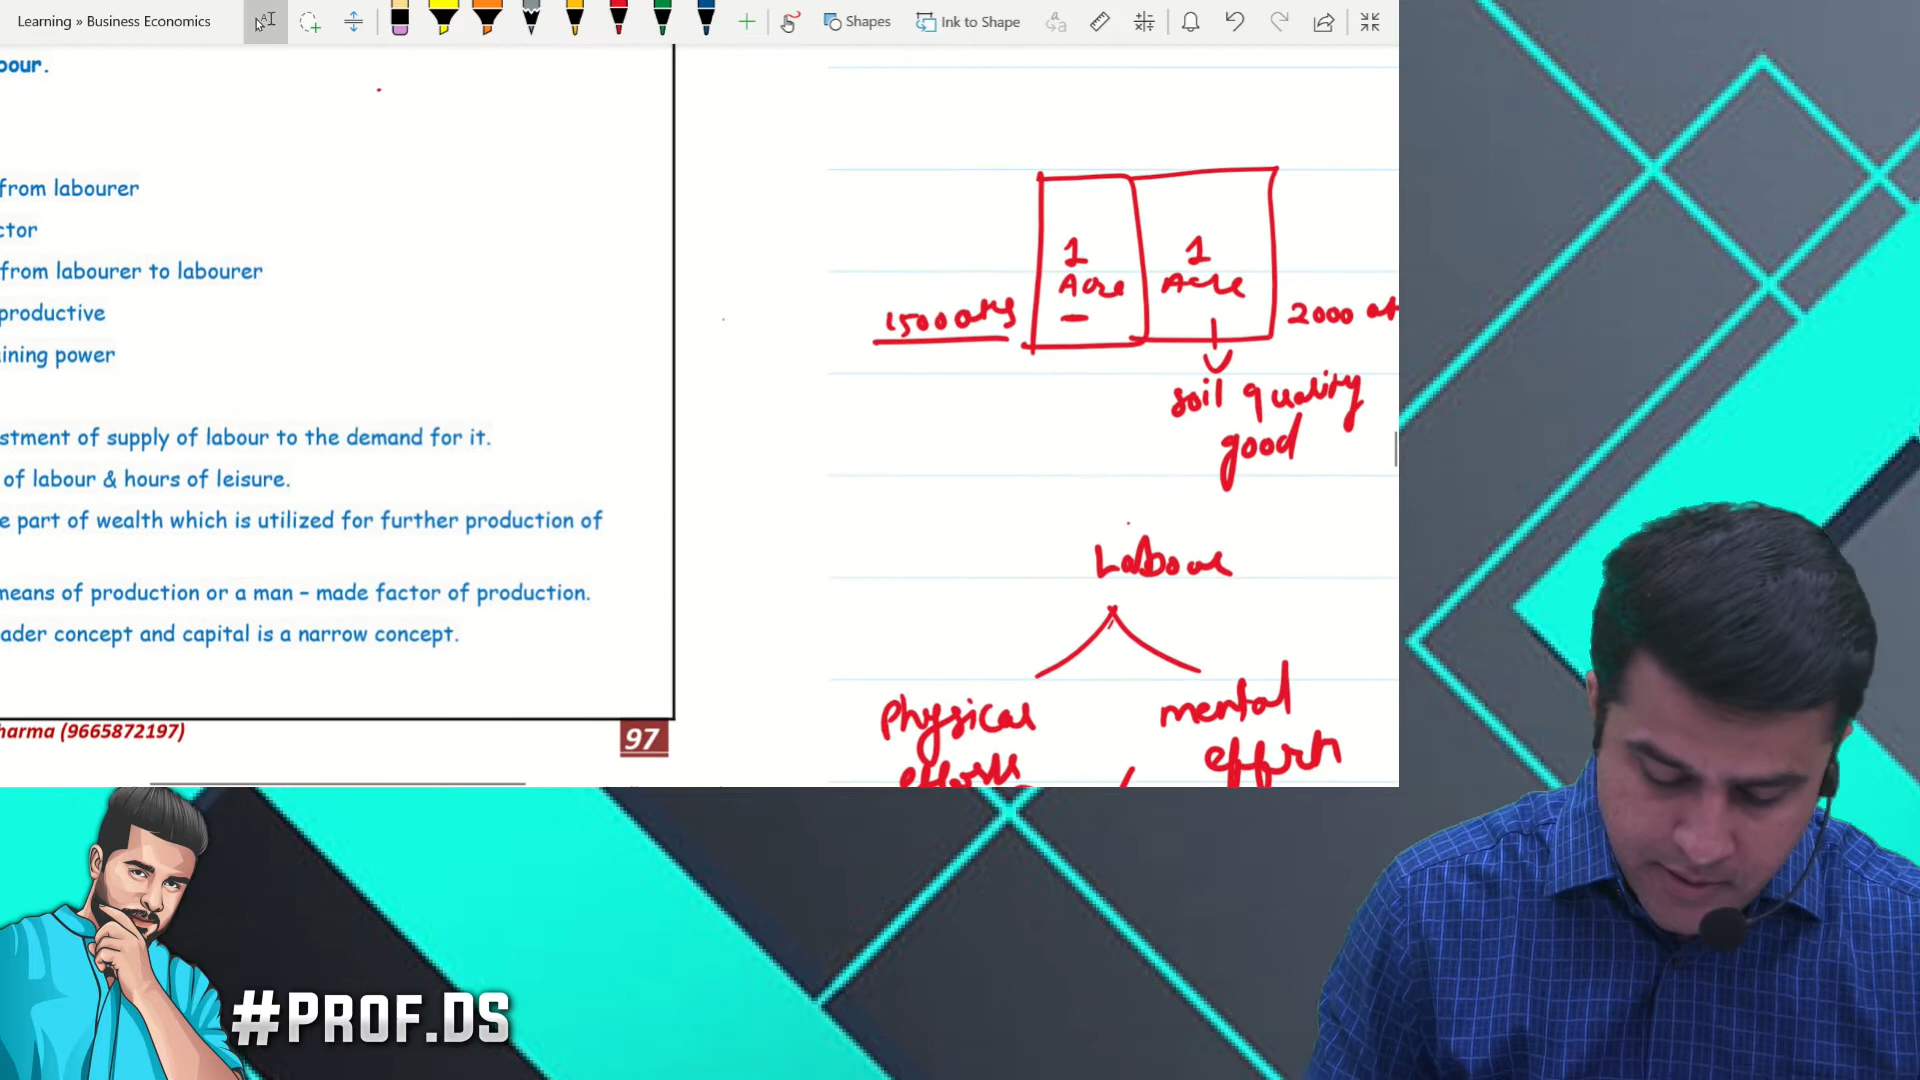 Learning » Business Economics
Shapes
Ink to Shape
bour.
from labourer
ctor
from labourer to labourer
productive
ining power
stment of supply of labour to the demand for it.
of labour & hours of leisure.
e part of wealth which is utilized for further production of
means of production or a man – made factor of production.
ader concept and capital is a narrow concept.
harma (9665872197)
97
1 Acre
1 Acre
1500
2000
soil quality
good
Labour
Physical
efforts
mental
efforts
#PROF.DS